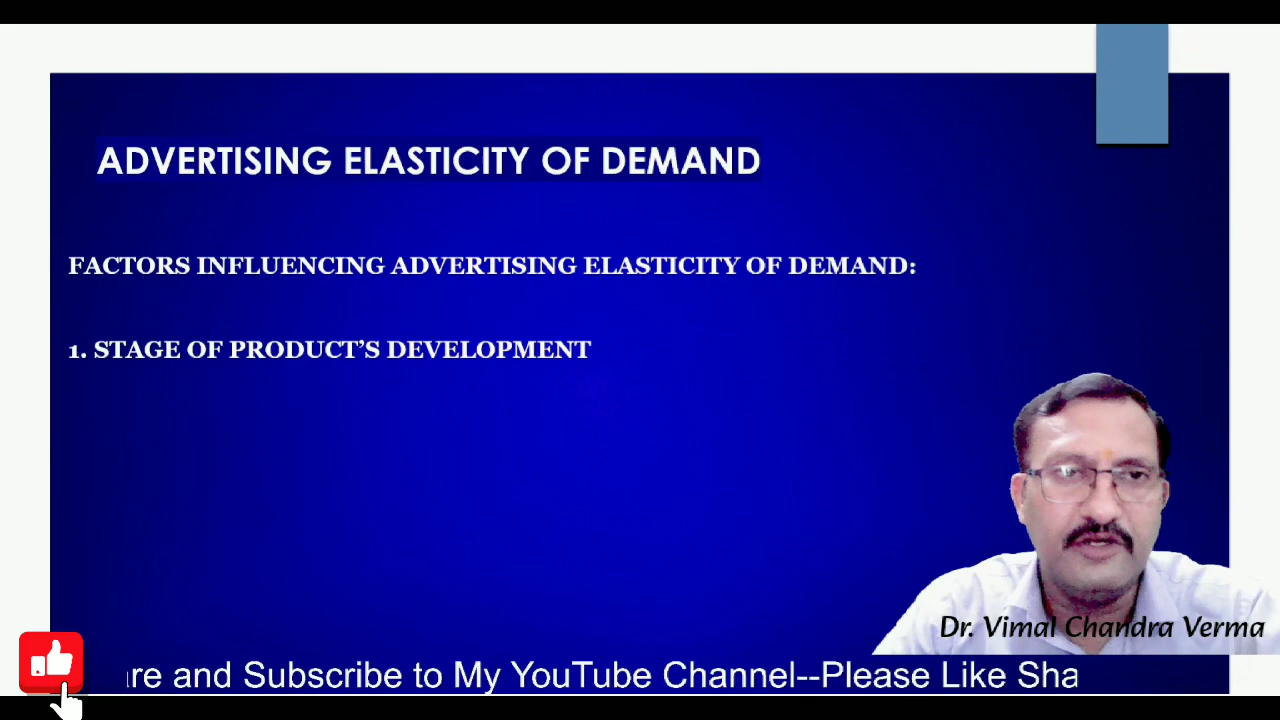 ADVERTISING ELASTICITY OF DEMAND
FACTORS INFLUENCING ADVERTISING ELASTICITY OF DEMAND:
1. STAGE OF PRODUCT’S DEVELOPMENT
Dr. Vimal Chandra Verma
re and Subscribe to My YouTube Channel--Please Like Sha